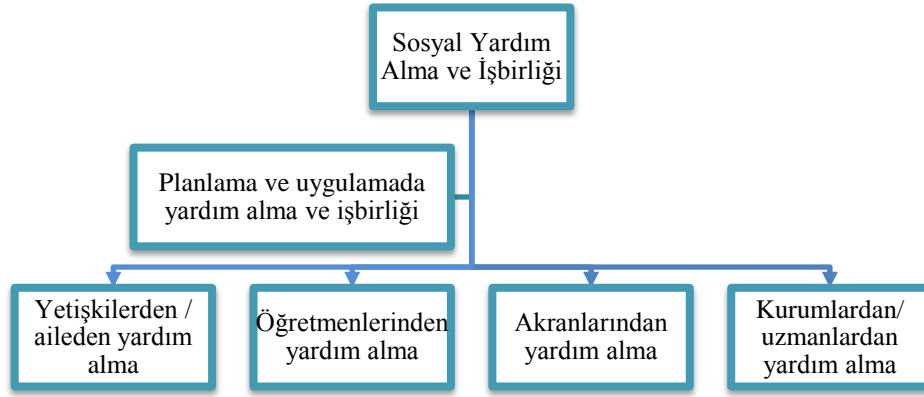 Sosyal Yardım
Alma ve İşbirliği
Planlama ve uygulamada
yardım alma ve işbirliği
Yetişkilerden /
aileden yardım
alma
Öğretmenlerinden
yardım alma
Akranlarından
yardım alma
Kurumlardan/
uzmanlardan
yardım alma